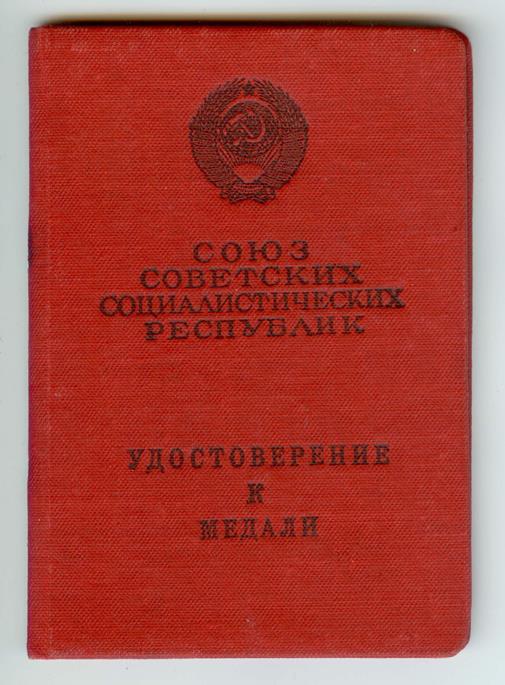 СОЮЗ
СОВЕТСКИХ
СОЦИАЛИСТИЧЕСКИХ
РЕСПУБЛИК
УДОСТОВЕРЕНИЕ
К
МЕДАЛИ